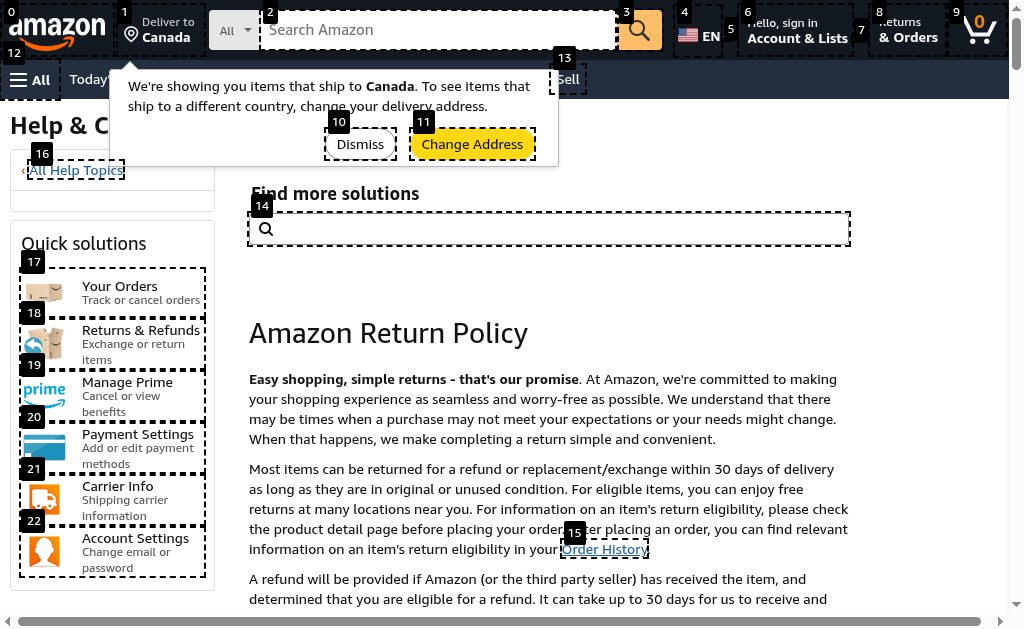 0
1
2
3
4
5
6
7
8
9
amazon
Deliver to
Canada
All
Search Amazon
EN
Hello, sign in
Account & Lists
Returns
& Orders
0
12
All
13
Sell
We're showing you items that ship to Canada. To see items that
ship to a different country, change your delivery address.
10
11
Dismiss
Change Address
Help & C
16
‹ All Help Topics
Find more solutions
14
Quick solutions
17
Your Orders
Track or cancel orders
18
Returns & Refunds
Exchange or return
items
19
prime
Manage Prime
Cancel or view
benefits
20
Payment Settings
Add or edit payment
methods
21
Carrier Info
Shipping carrier
information
22
Account Settings
Change email or
password
Amazon Return Policy
Easy shopping, simple returns - that's our promise. At Amazon, we're committed to making
your shopping experience as seamless and worry-free as possible. We understand that there
may be times when a purchase may not meet your expectations or your needs might change.
When that happens, we make completing a return simple and convenient.
Most items can be returned for a refund or replacement/exchange within 30 days of delivery
as long as they are in original or unused condition. For eligible items, you can enjoy free
returns at many locations near you. For information on an item's return eligibility, please check
the product detail page before placing your order. placing an order, you can find relevant
15
information on an item's return eligibility in your Order History.
A refund will be provided if Amazon (or the third party seller) has received the item, and
determined that you are eligible for a refund. It can take up to 30 days for us to receive and